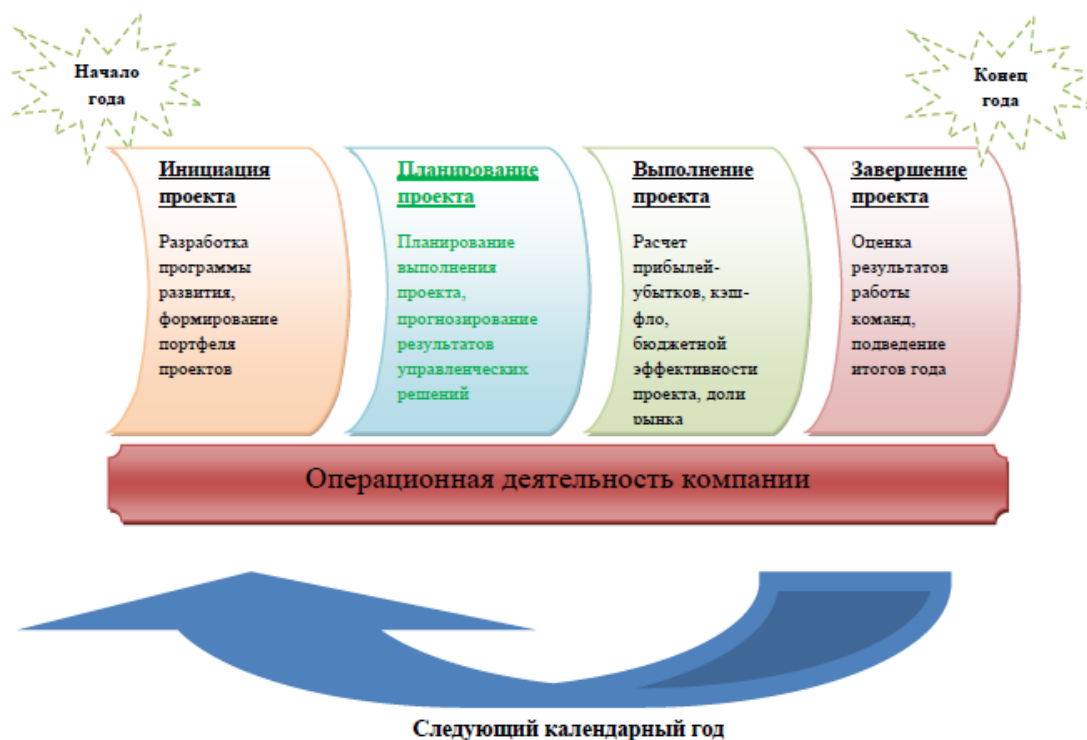 Начало
года
Конец
года
Инициация
проекта
Разработка
программы
развития,
формирование
портфеля
проектов
Планирование
проекта
Планирование
выполнения
проекта,
прогнозирование
результатов
управленческих
решений
Выполнение
проекта
Расчет
прибылей-
убытков, кэш-
фло,
бюджетной
эффективности
проекта, доли
рынка
Завершение
проекта
Оценка
результатов
работы
команд,
подведение
итогов года
Операционная деятельность компании
Следующий календарный год